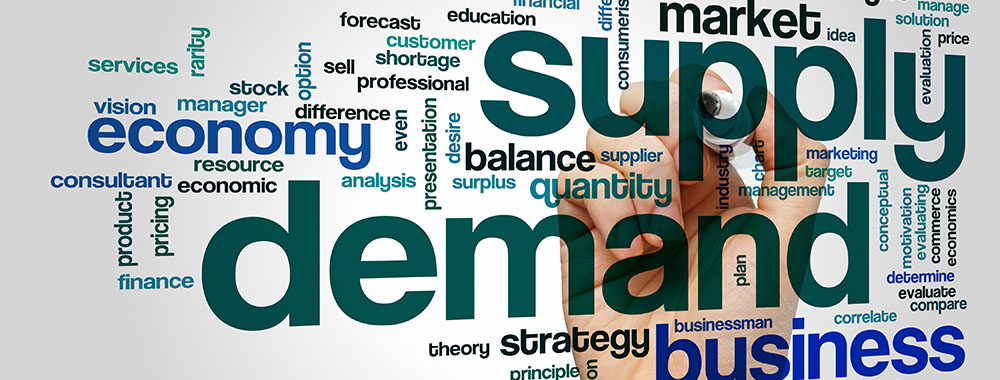 financial
education
forecast
market
idea
manage
solution
price
rarity
customer
shortage
services
option
sell
professional
supply
evaluation
stock
vision
manager
difference
even
presentation
desire
economy
balance
supplier
industry
chart
marketing
resource
target
consultant
economic
analysis
surplus
quantity
management
product
pricing
demand
conceptual
motivation
evaluating
commerce
economics
plan
finance
determine
evaluate
compare
correlate
businessman
theory
strategy
business
principle